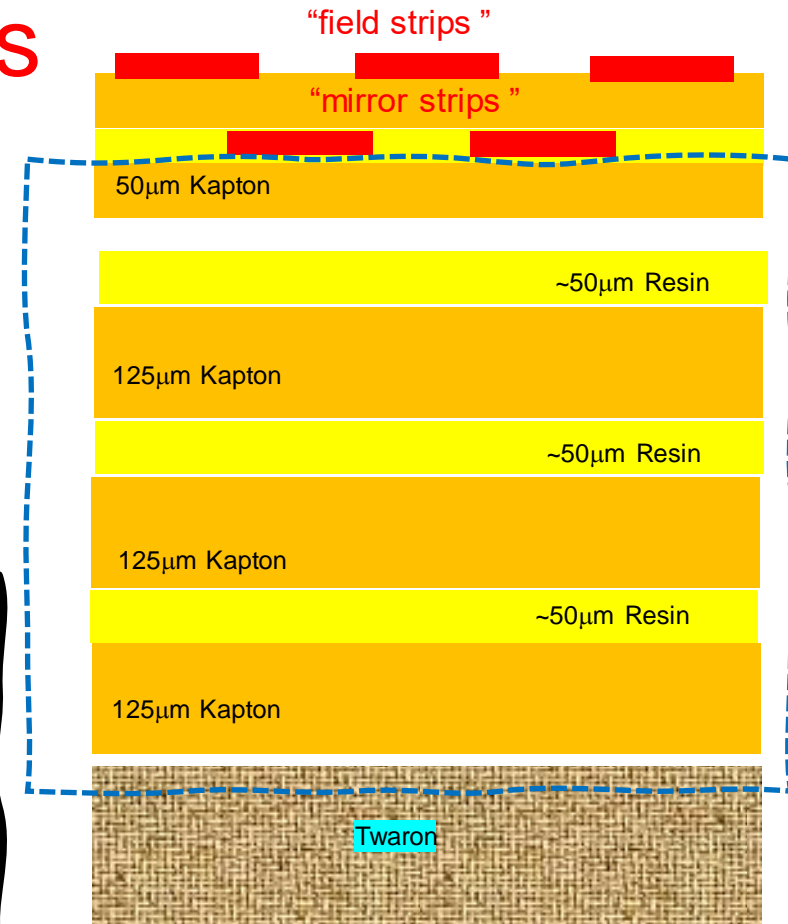 s
“field strips ”
“mirror strips ”
50μm Kapton
~50μm Resin
125μm Kapton
~50μm Resin
125μm Kapton
~50μm Resin
125μm Kapton
Twaron